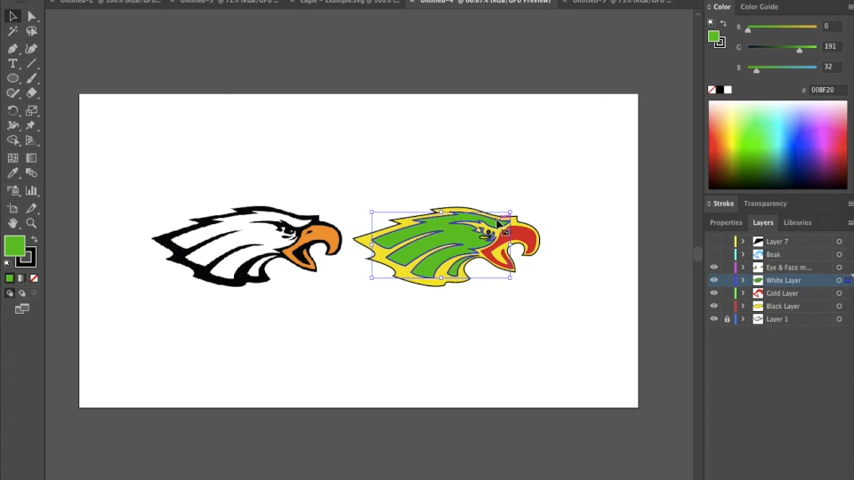 Color Color Guide
R 0
G 191
B 32
# 00BF20
Stroke Transparency
Properties Layers Libraries
Layer 7
Beak
Eye & Face m...
White Layer
Gold Layer
Black Layer
Layer 1